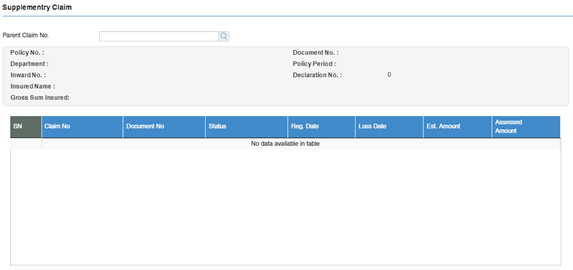 Supplementry Claim
Parent Claim No.
Policy No. : Document No. :
Department : Policy Period :
Inward No. : Declaration No. : 0
Insured Name :
Gross Sum Insured:
SN Claim No Document No Status Reg. Date Loss Date Est. Amount Assessed Amount
No data available in table